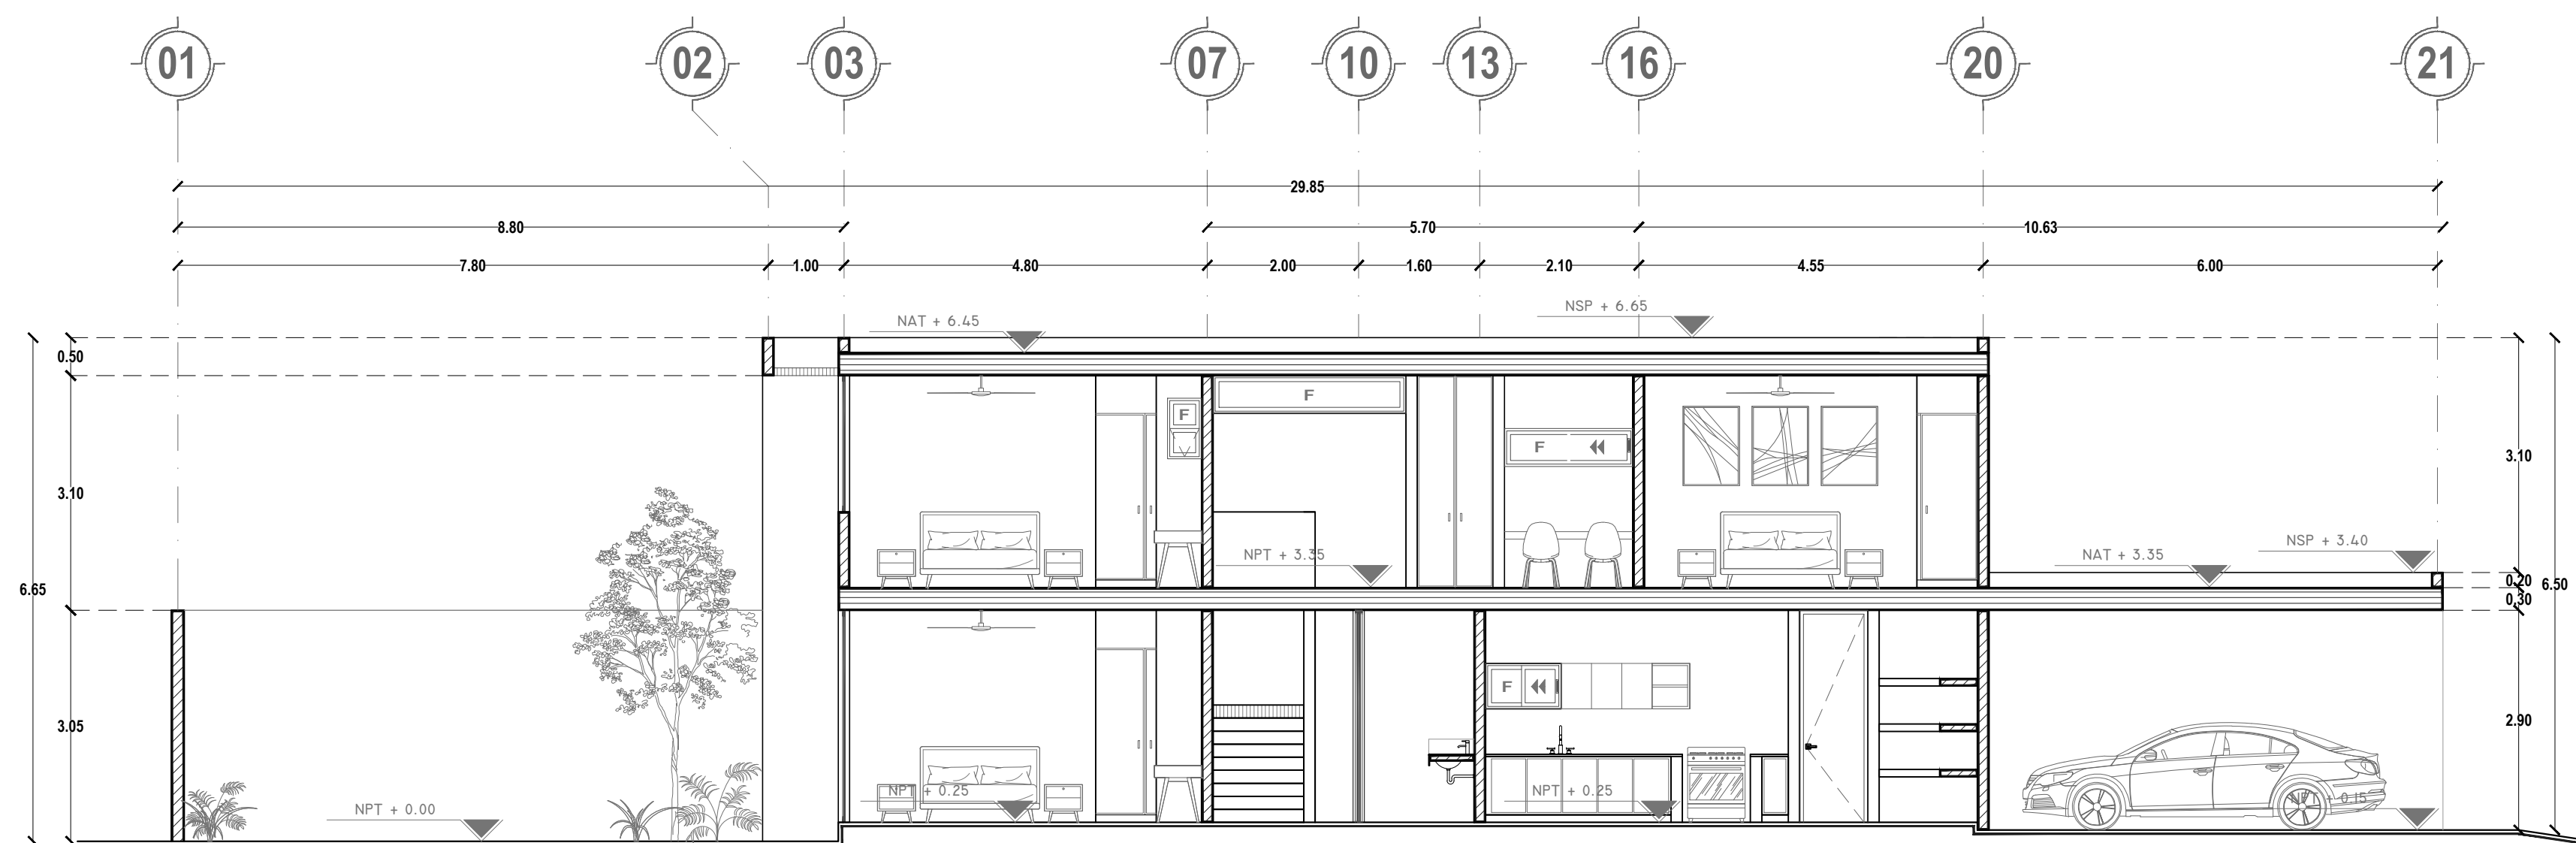 01 02 03 07 10 13 16 20 21
29.85
8.80 5.70 10.63
7.80 1.00 4.80 2.00 1.60 2.10 4.55 6.00
NSP + 6.65
NAT + 6.45
0.50
F
F
F
3.10 3.10
NSP + 3.40
NPT + 3.35 NAT + 3.35
0.20
6.65 6.50
0.30
F
3.05 2.90
NPT + 0.25 NPT + 0.25 NPT + 0.15
NPT + 0.00